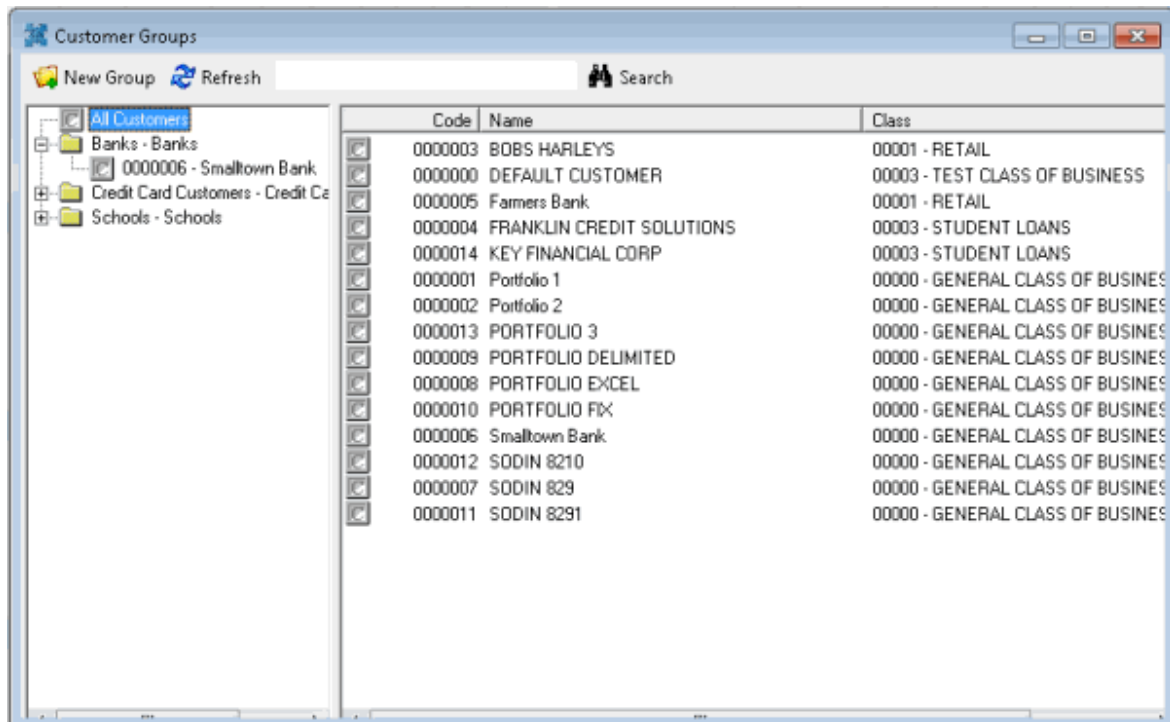 Customer Groups
New Group Refresh Search
All Customers
Banks - Banks
0000006 - Smalltown Bank
Credit Card Customers - Credit Ca
Schools - Schools
Code Name Class
0000003 BOBS HARLEYS 00001 - RETAIL
0000000 DEFAULT CUSTOMER 00003 - TEST CLASS OF BUSINESS
0000005 Farmers Bank 00001 - RETAIL
0000004 FRANKLIN CREDIT SOLUTIONS 00003 - STUDENT LOANS
0000014 KEY FINANCIAL CORP 00003 - STUDENT LOANS
0000001 Portfolio 1 00000 - GENERAL CLASS OF BUSINES
0000002 Portfolio 2 00000 - GENERAL CLASS OF BUSINES
0000013 PORTFOLIO 3 00000 - GENERAL CLASS OF BUSINES
0000009 PORTFOLIO DELIMITED 00000 - GENERAL CLASS OF BUSINES
0000008 PORTFOLIO EXCEL 00000 - GENERAL CLASS OF BUSINES
0000010 PORTFOLIO FIX 00000 - GENERAL CLASS OF BUSINES
0000006 Smalltown Bank 00000 - GENERAL CLASS OF BUSINES
0000012 SODIN 8210 00000 - GENERAL CLASS OF BUSINES
0000007 SODIN 829 00000 - GENERAL CLASS OF BUSINES
0000011 SODIN 8291 00000 - GENERAL CLASS OF BUSINES